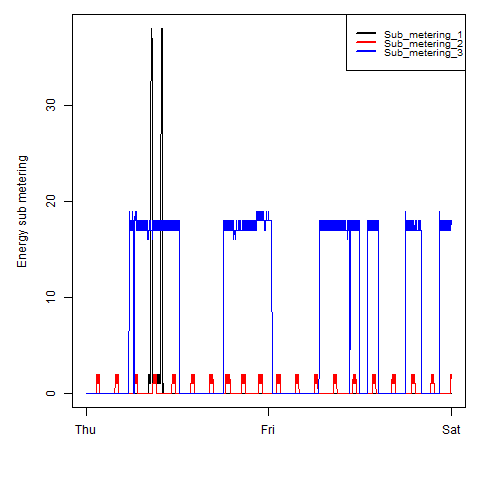 Sub_metering_1
Sub_metering_2
Sub_metering_3
Energy sub metering
30
20
10
0
Thu Fri Sat